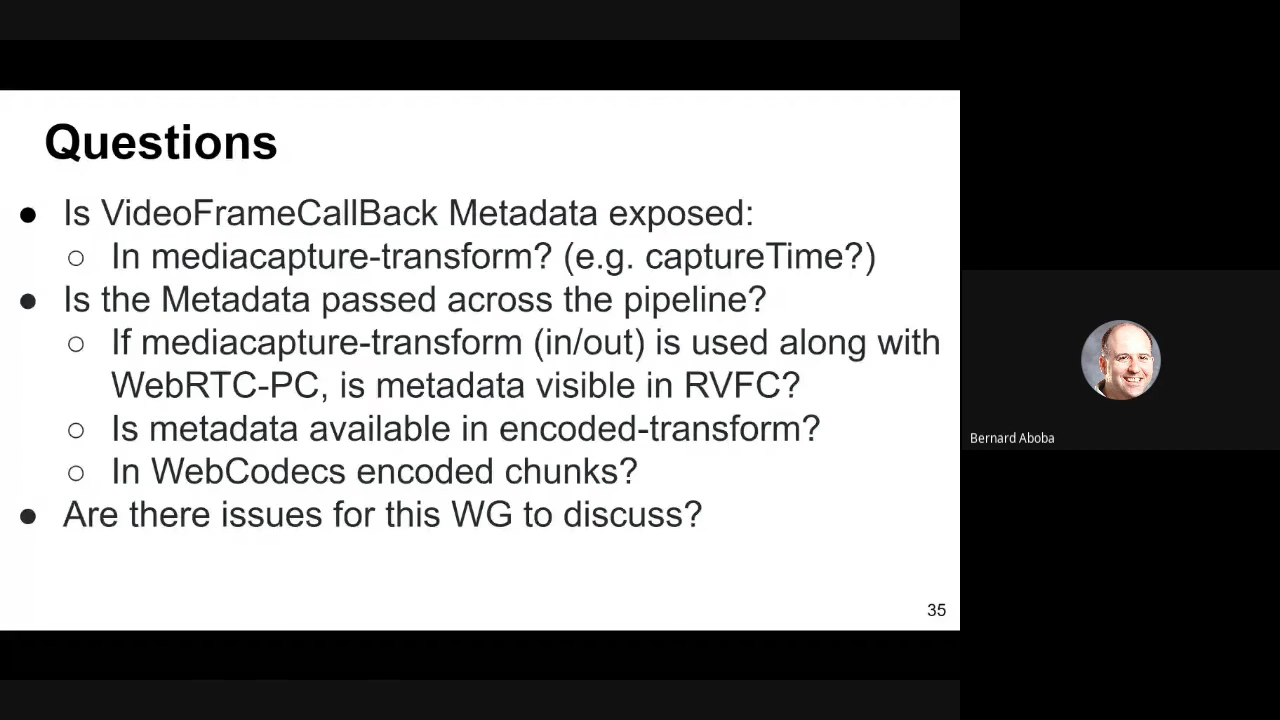 Questions
● Is VideoFrameCallBack Metadata exposed:
○ In mediacapture-transform? (e.g. captureTime?)
● Is the Metadata passed across the pipeline?
○ If mediacapture-transform (in/out) is used along with
WebRTC-PC, is metadata visible in RVFC?
○ Is metadata available in encoded-transform?
○ In WebCodecs encoded chunks?
● Are there issues for this WG to discuss?
35
Bernard Aboba